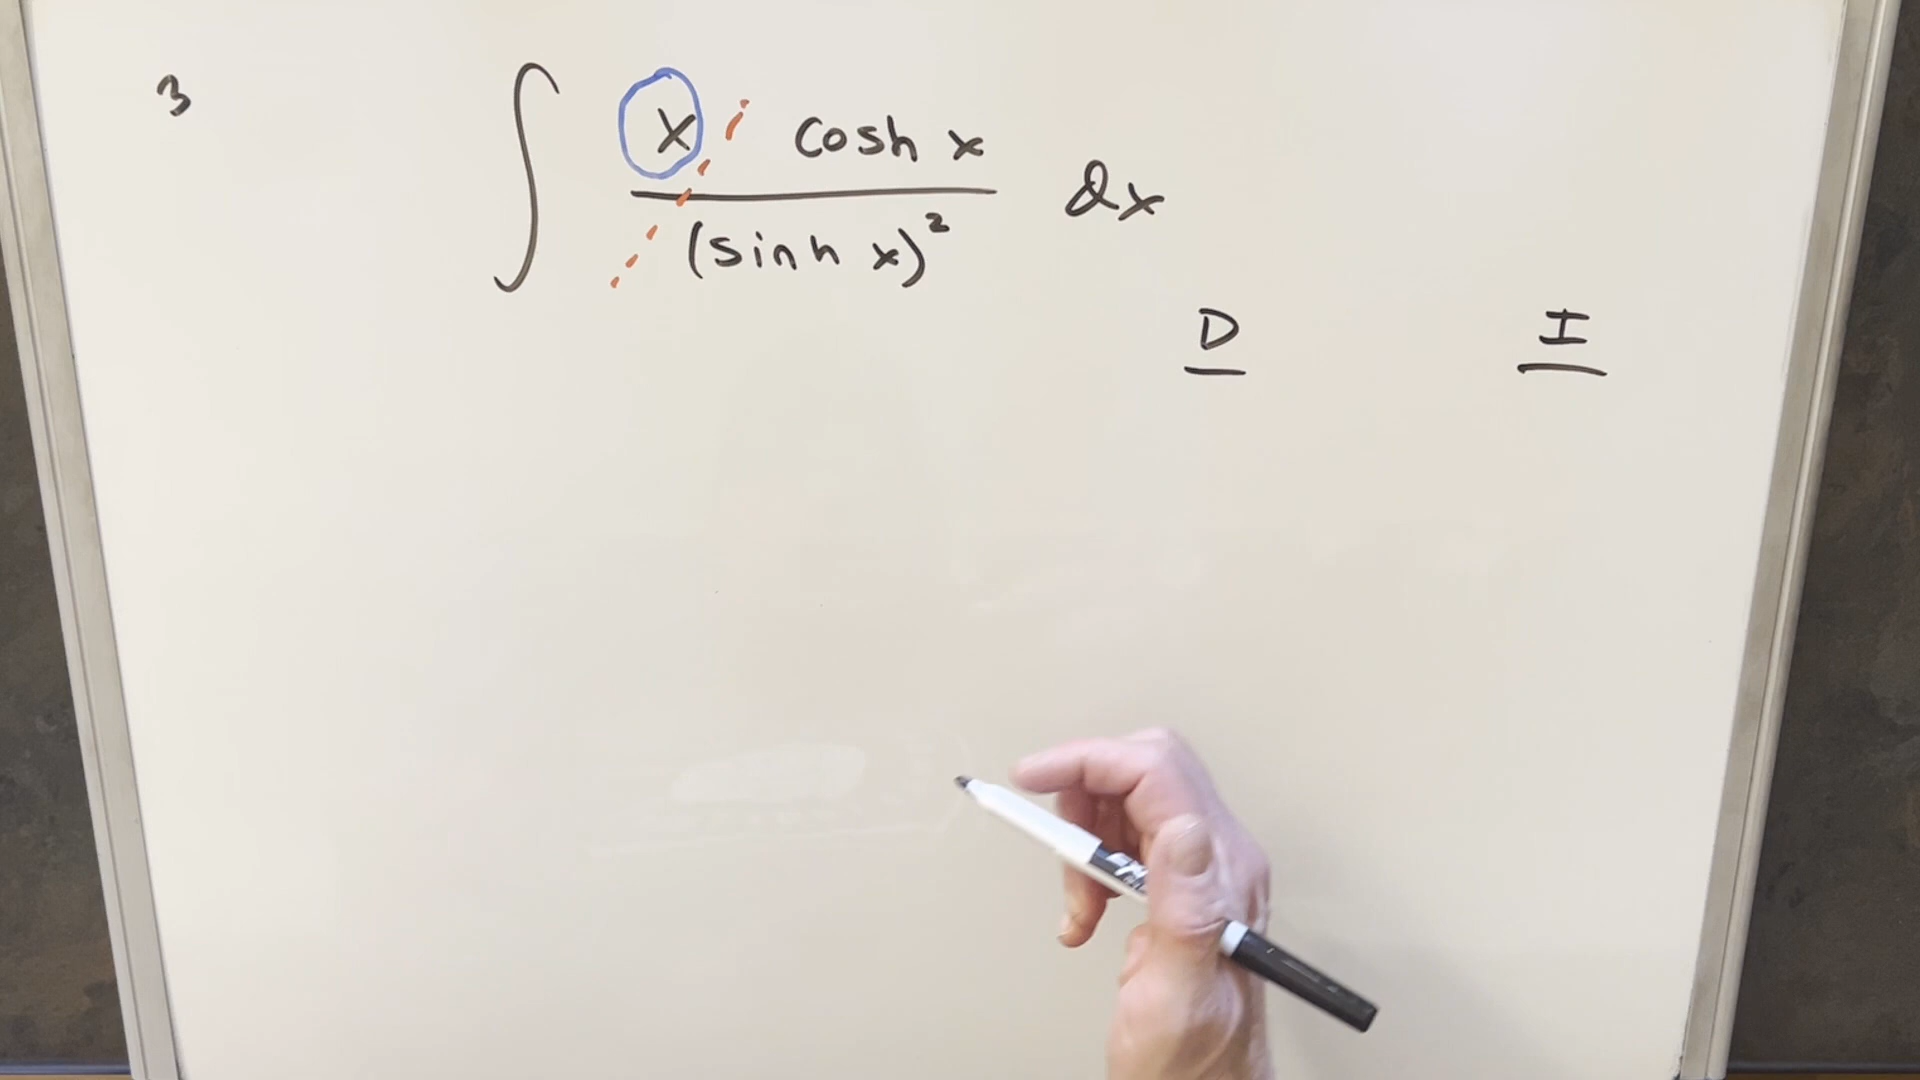 3 ∫ x cosh x / (sinh x)² dx
D I